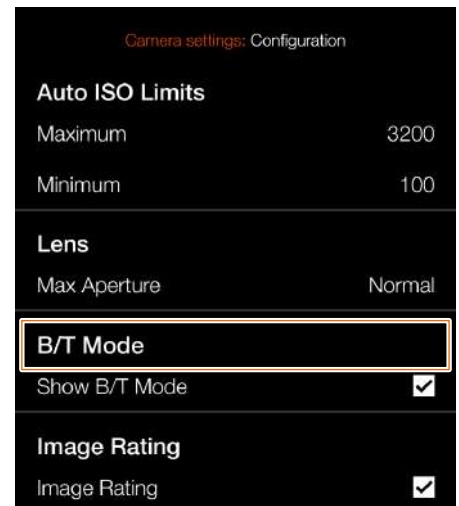 Camera settings: Configuration
Auto ISO Limits
Maximum 3200
Minimum 100
Lens
Max Aperture Normal
B/T Mode
Show B/T Mode
Image Rating
Image Rating